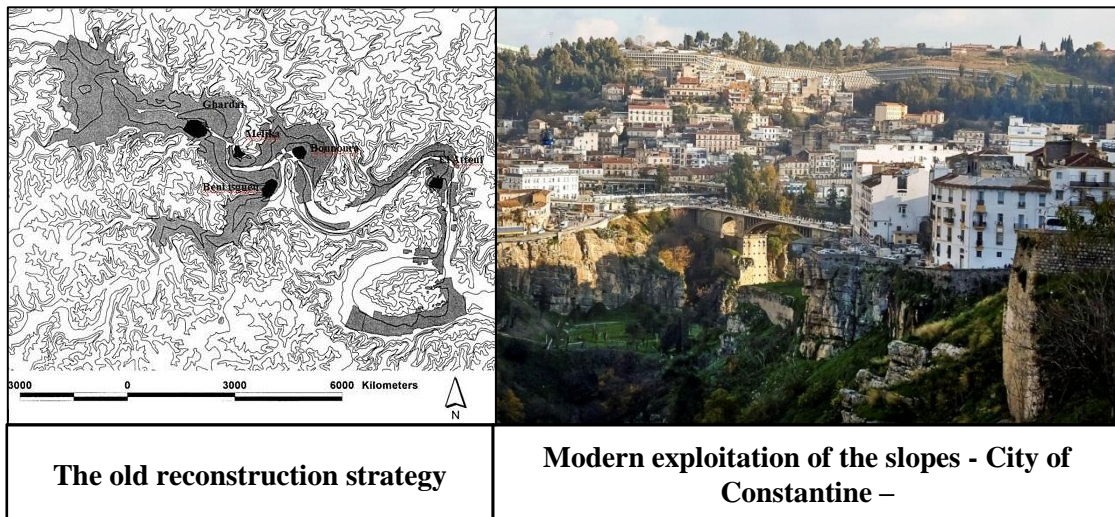 Ghardai
Melika
Bounoura
El Atteuf
Beni isguen
3000 0 3000 6000 Kilometers
N
The old reconstruction strategy
Modern exploitation of the slopes - City of
Constantine –